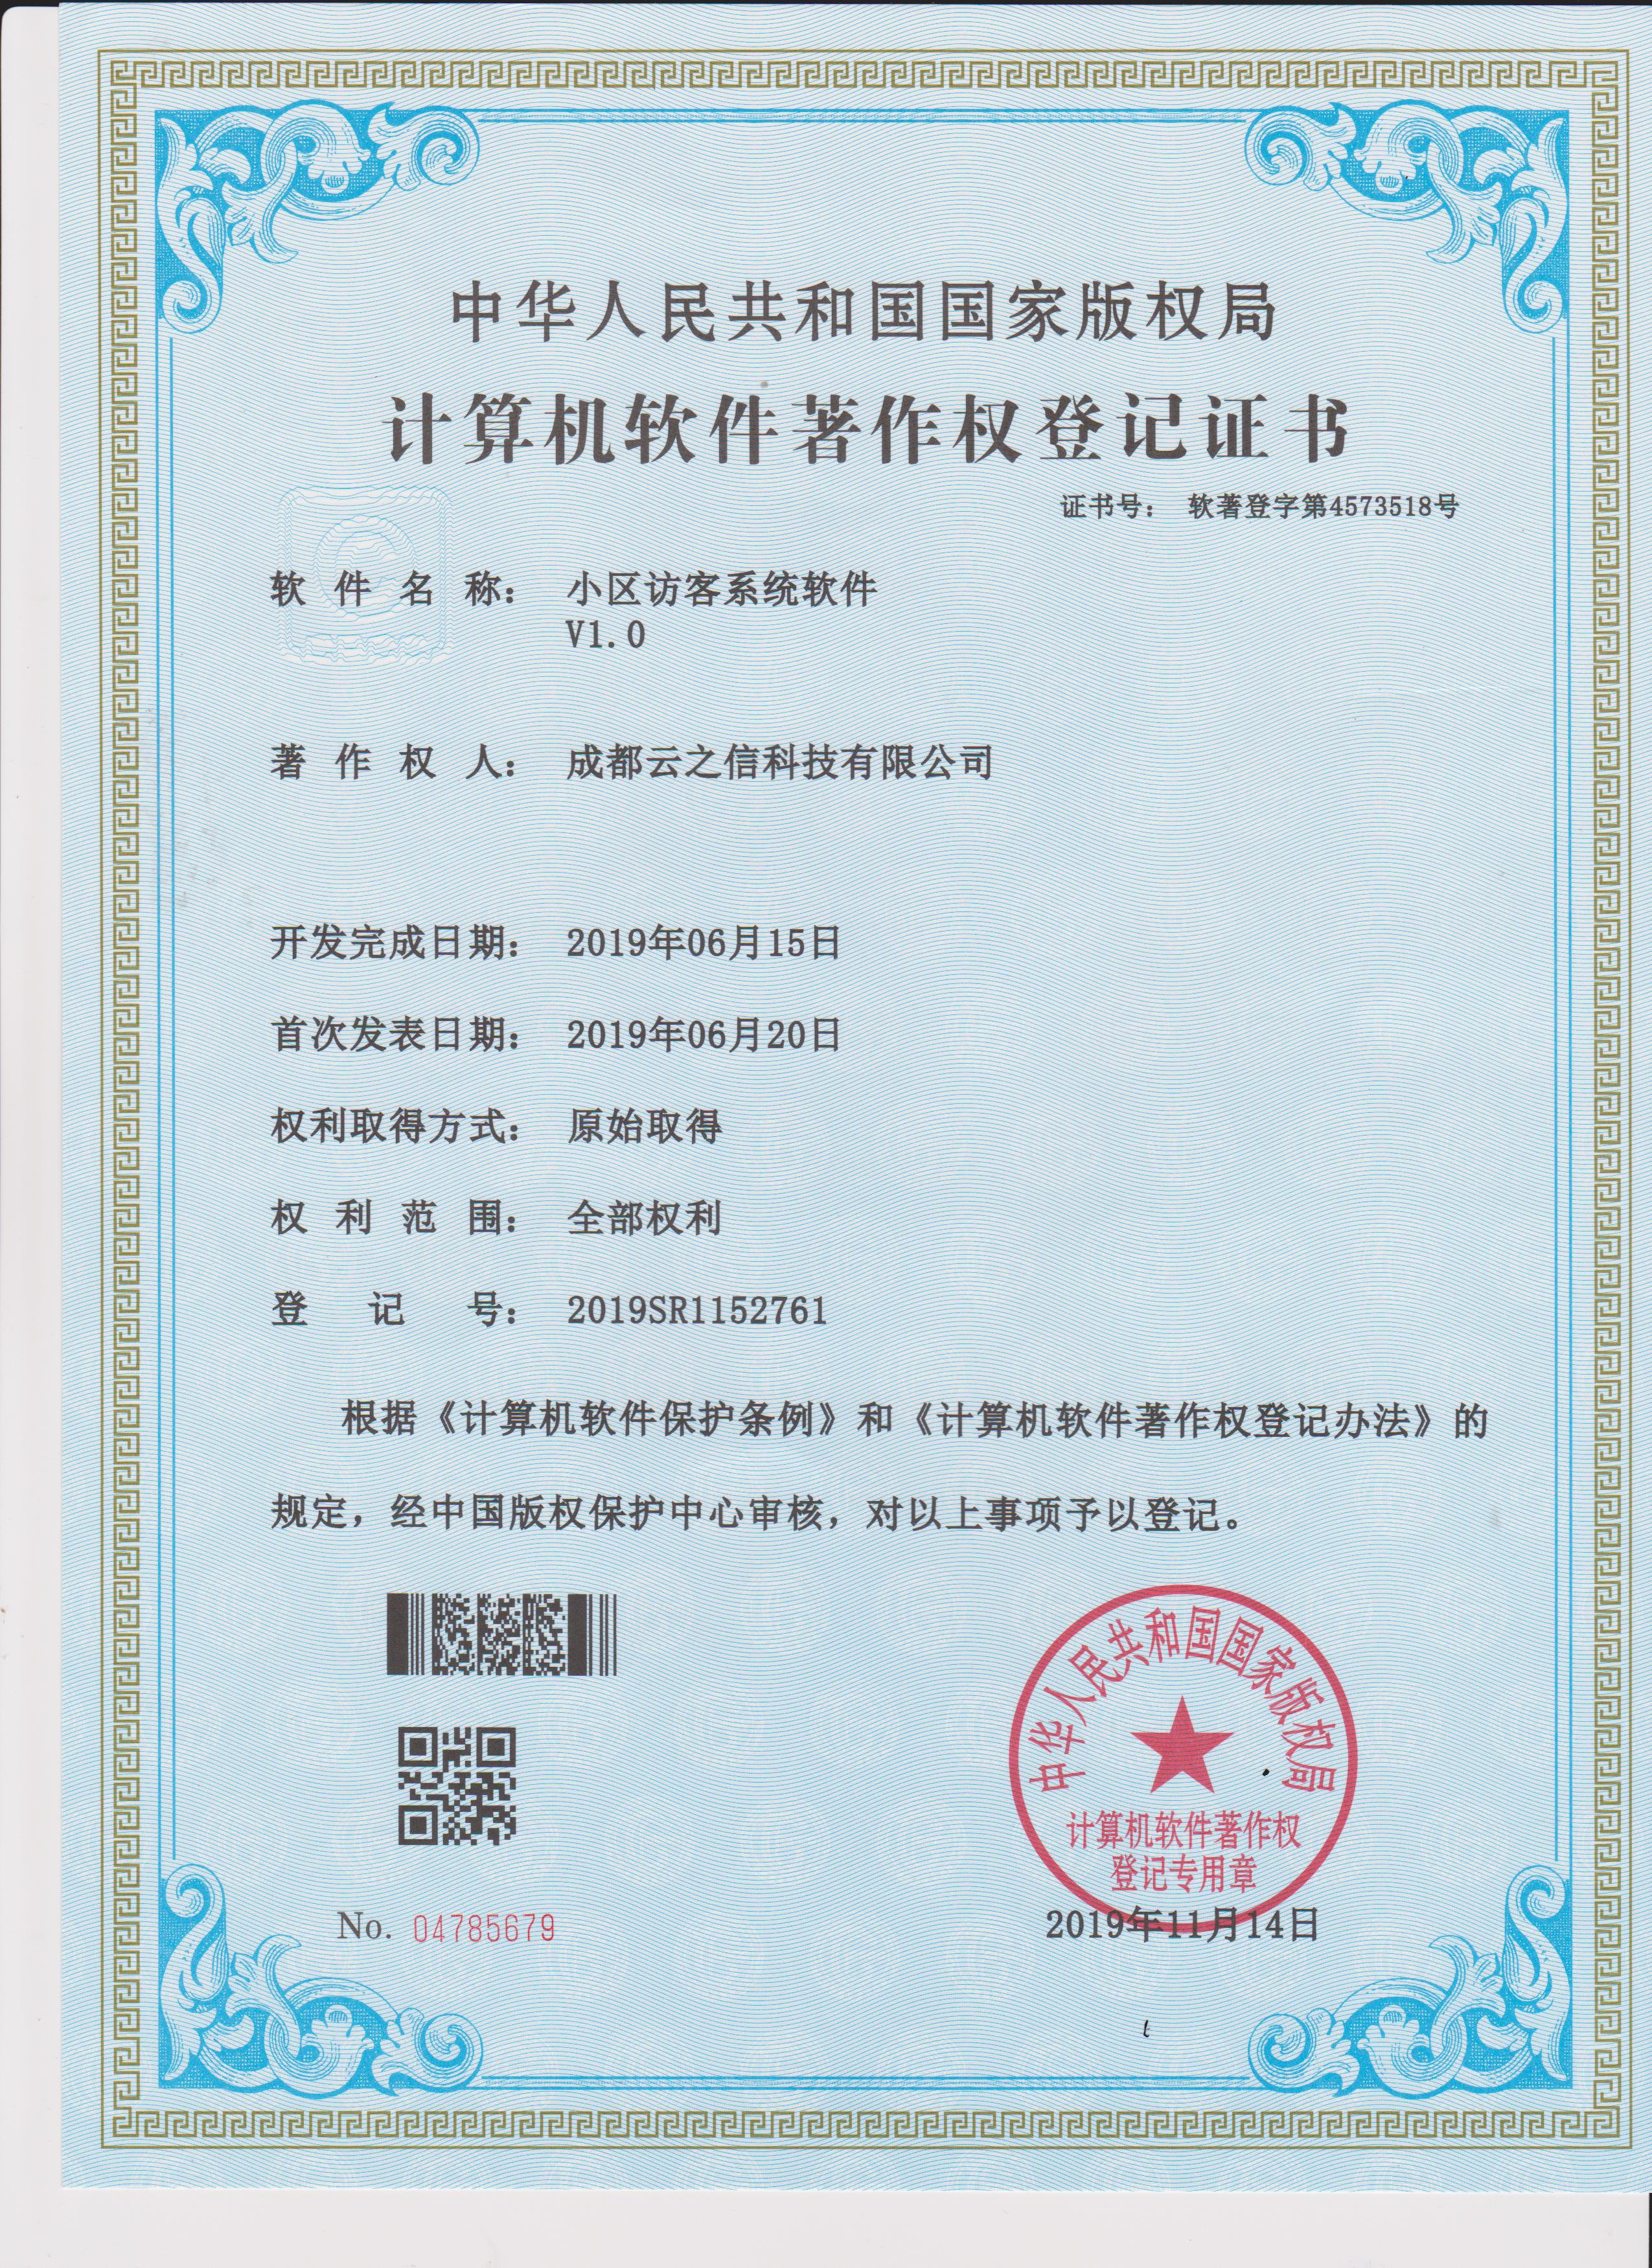 中华人民共和国国家版权局
计算机软件著作权登记证书
证书号： 软著登字第4573518号
软件名称： 小区访客系统软件
V1.0
著作权人： 成都云之信科技有限公司
开发完成日期： 2019年06月15日
首次发表日期： 2019年06月20日
权利取得方式： 原始取得
权利范围： 全部权利
登记号： 2019SR1152761
根据《计算机软件保护条例》和《计算机软件著作权登记办法》的
规定，经中国版权保护中心审核，对以上事项予以登记。
中华人民共和国国家版权局
计算机软件著作权
登记专用章
No. 04785679
2019年11月14日